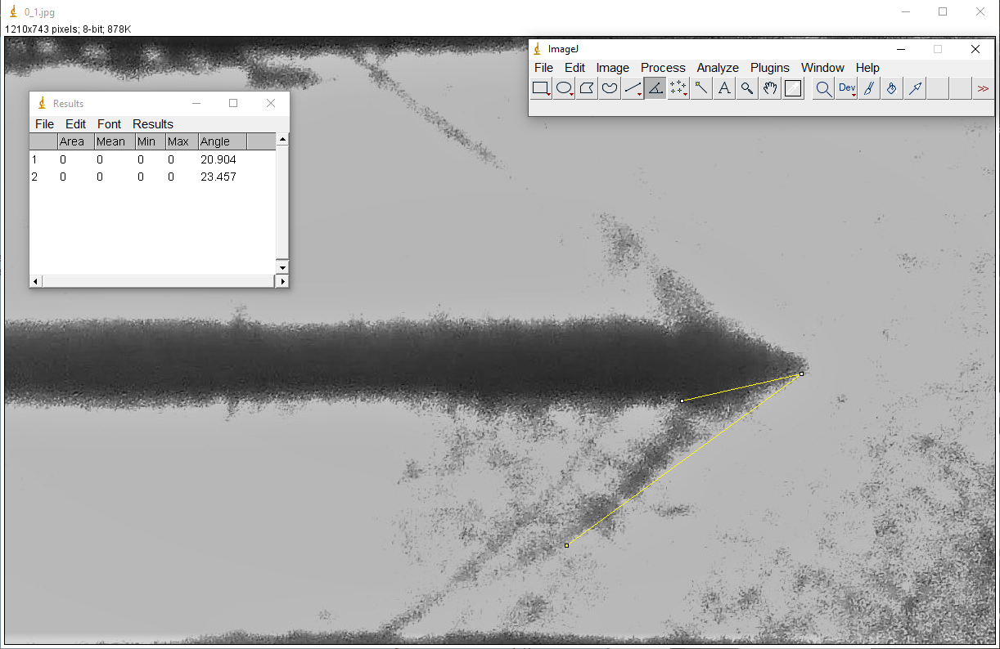 0_1.jpg
1210x743 pixels; 8-bit; 878K
ImageJ
File Edit Image Process Analyze Plugins Window Help
A Dev >>
Results
File Edit Font Results
Area Mean Min Max Angle
1 0 0 0 0 20.904
2 0 0 0 0 23.457